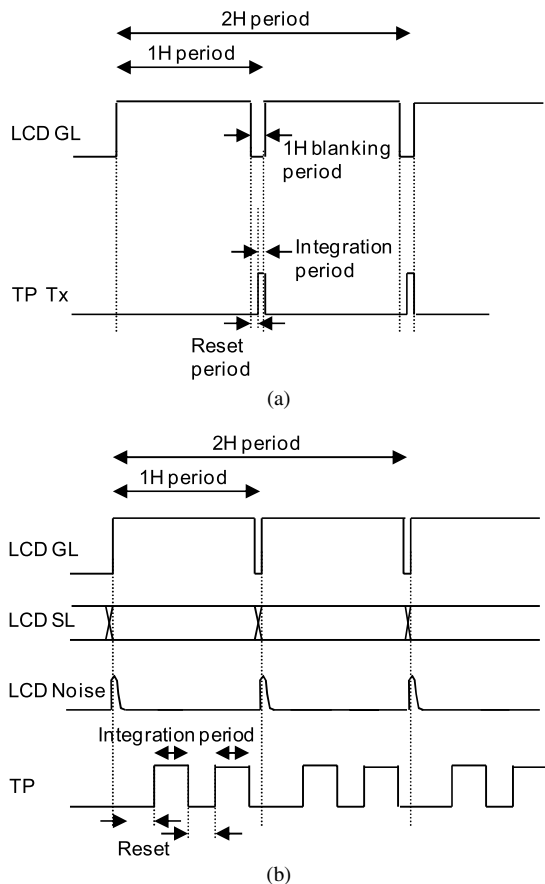 2H period
1H period
LCD GL
1H blanking
period
Integration
period
TP Tx
Reset
period
(a)
2H period
1H period
LCD GL
LCD SL
LCD Noise
Integration period
TP
Reset
(b)